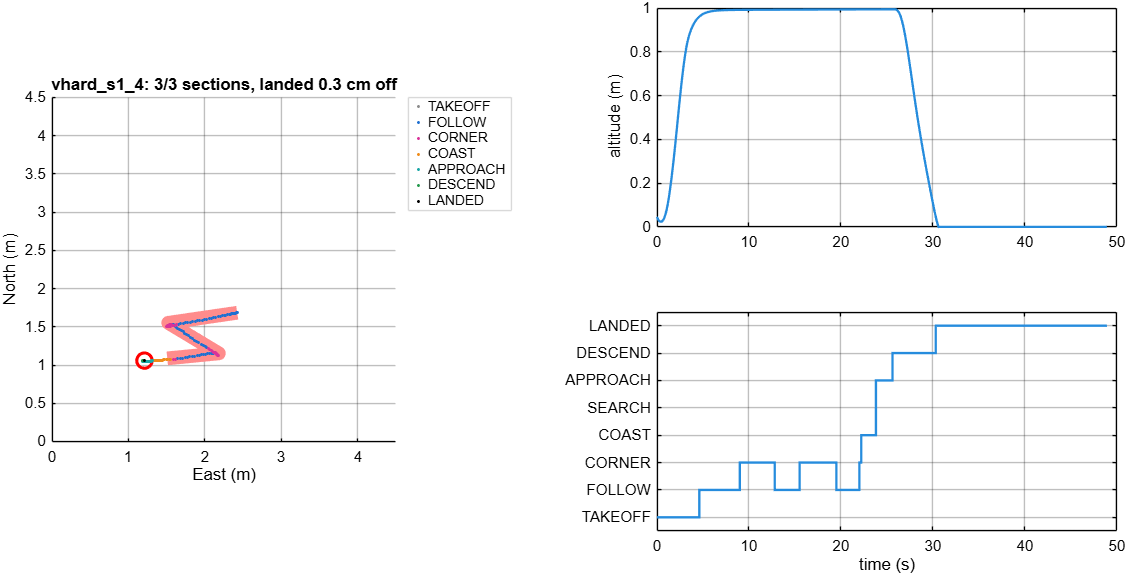 vhard_s1_4: 3/3 sections, landed 0.3 cm off
4.5
4
3.5
3
2.5
2
1.5
1
0.5
0
North (m)
0
1
2
3
4
East (m)
TAKEOFF
FOLLOW
CORNER
COAST
APPROACH
DESCEND
LANDED
1
0.8
0.6
0.4
0.2
0
altitude (m)
0
10
20
30
40
50
LANDED
DESCEND
APPROACH
SEARCH
COAST
CORNER
FOLLOW
TAKEOFF
0
10
20
30
40
50
time (s)